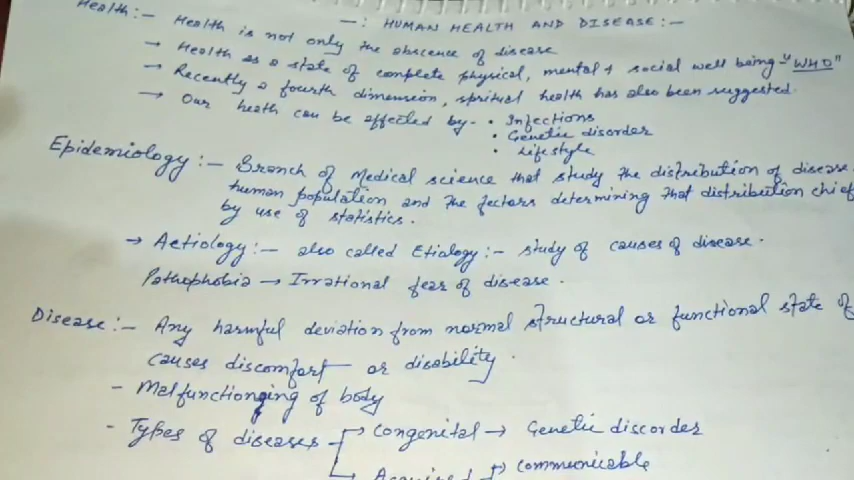 -: HUMAN HEALTH AND DISEASE:-
Health:- Health is not only the abscence of disease
→ Health as a state of complete physical, mental & social well being "WHO"
→ Recently a fourth dimension, spritual health has also been suggested.
→ Our heath can be affected by - • Infections
• Genetic disorder
• Lifestyle
Epidemiology:- Branch of Medical science that study the distribution of disease
human population and the factors determining that distribution chief
by use of statistics.
→ Aetiology:- also called Etiology:- study of causes of disease.
Pathophobia → Irrational fear of disease.
Disease:- Any harmful deviation from normal structural or functional state of
causes discomfort or disability.
- Malfunctionging of body
- Types of diseases → Congenital → Genetic discorder
Acquired → Communicable